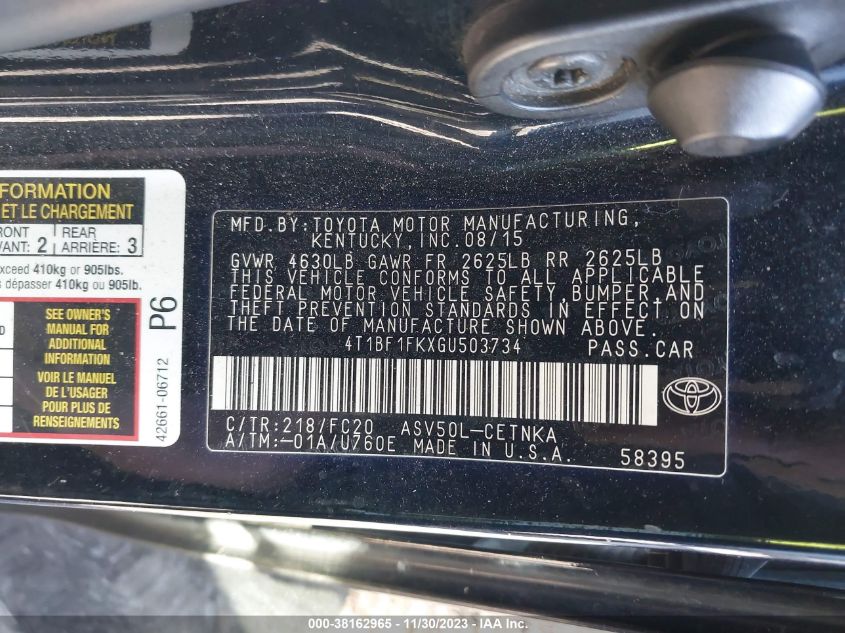 FORMATION
ET LE CHARGEMENT
FRONT
VANT: 2
REAR
ARRIÈRE: 3
exceed 410kg or 905lbs.
s dépasser 410kg ou 905lb.
SEE OWNER'S
MANUAL FOR
ADDITIONAL
INFORMATION
VOIR LE MANUEL
DE L'USAGER
POUR PLUS DE
RENSEIGNEMENTS
P6
42661-06712
MFD.BY:TOYOTA MOTOR MANUFACTURING,
KENTUCKY,INC.08/15
GVWR 4630LB GAWR FR 2625LB RR 2625LB
THIS VEHICLE CONFORMS TO ALL APPLICABLE
FEDERAL MOTOR VEHICLE SAFETY,BUMPER,AND
THEFT PREVENTION STANDARDS IN EFFECT ON
THE DATE OF MANUFACTURE SHOWN ABOVE.
4T1BF1FKXGU503734 PASS.CAR
C/TR:218/FC20 ASV50L-CETNKA
A/TM:-01A/U760E MADE IN U.S.A. 58395
000-38162965 - 11/30/2023 - IAA Inc.